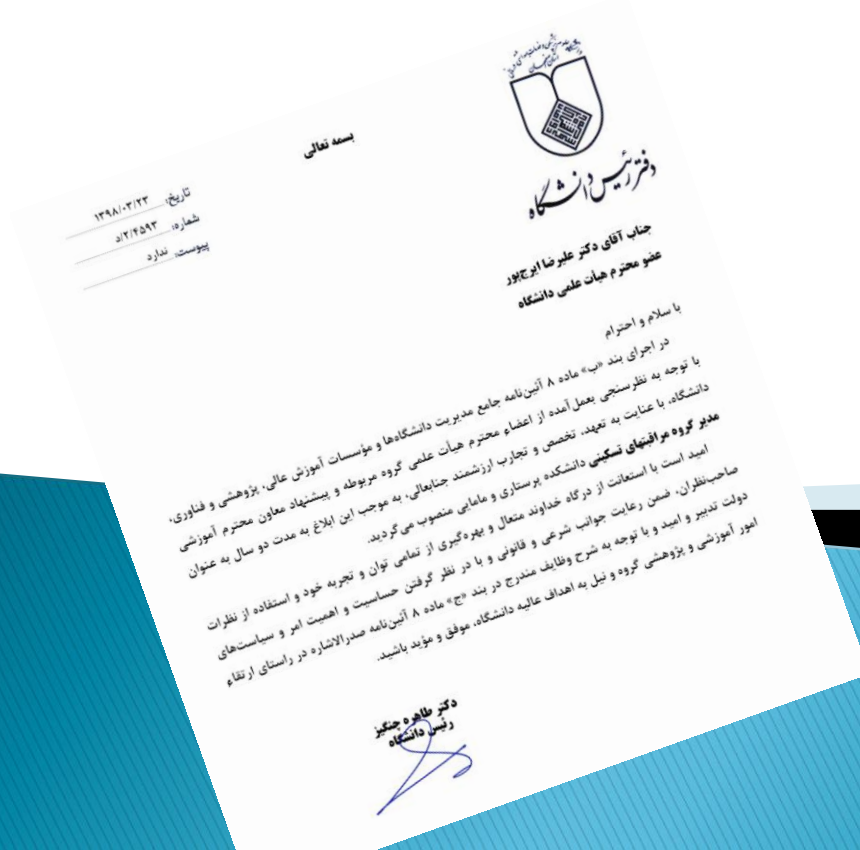 بسمه تعالی
دفتر رئیس دانشگاه
تاریخ: ۱۳۹۸/۰۳/۲۳
شماره: ۲/۴۵۹۳/د
پیوست: ندارد
جناب آقای دکتر علیرضا ایرج‌پور
عضو محترم هیأت علمی دانشگاه
با سلام و احترام
در اجرای بند «ب» ماده ۸ آئین‌نامه جامع مدیریت دانشگاه‌ها و مؤسسات آموزش عالی، پژوهشی و فناوری،
با توجه به نظرسنجی بعمل‌آمده از اعضاء محترم هیأت علمی گروه مربوطه و پیشنهاد معاون محترم آموزشی
دانشگاه، با عنایت به تعهد، تخصص و تجارب ارزشمند جنابعالی، به موجب این ابلاغ به مدت دو سال به عنوان
مدیر گروه مراقبتهای تسکینی دانشکده پرستاری و مامایی منصوب می‌گردید.
امید است با استعانت از درگاه خداوند متعال و بهره‌گیری از تمامی توان و تجربه خود و استفاده از نظرات
صاحب‌نظران، ضمن رعایت جوانب شرعی و قانونی و با در نظر گرفتن حساسیت و اهمیت امر و سیاست‌های
دولت تدبیر و امید و با توجه به شرح وظایف مندرج در بند «ج» ماده ۸ آئین‌نامه صدرالاشاره در راستای ارتقاء
امور آموزشی و پژوهشی گروه و نیل به اهداف عالیه دانشگاه، موفق و مؤید باشید.
دکتر طاهره چنگیز
رئیس دانشگاه